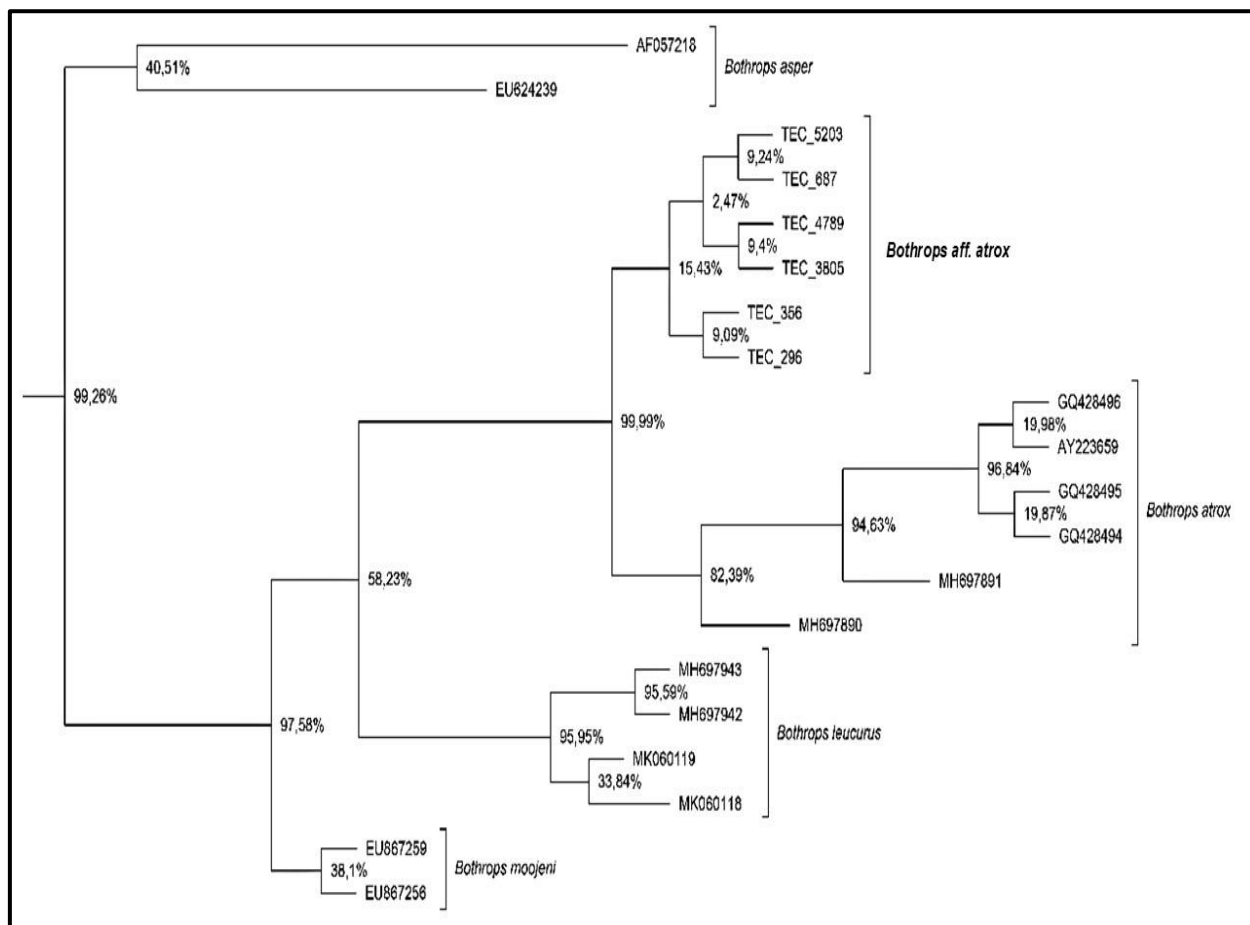 AF057218
40,51%
Bothrops asper
EU624239
TEC_5203
9,24%
TEC_687
2,47%
TEC_4789
9,4%
Bothrops aff. atrox
15,43%
TEC_3805
TEC_356
9,09%
TEC_296
99,26%
GQ428496
19,98%
99,99%
AY223659
96,84%
GQ428495
Bothrops atrox
19,87%
94,63%
GQ428494
82,39%
58,23%
MH697891
MH697890
MH697943
95,59%
MH697942
97,58%
95,95%
Bothrops leucurus
MK060119
33,84%
MK060118
EU867259
38,1%
Bothrops moojeni
EU867256